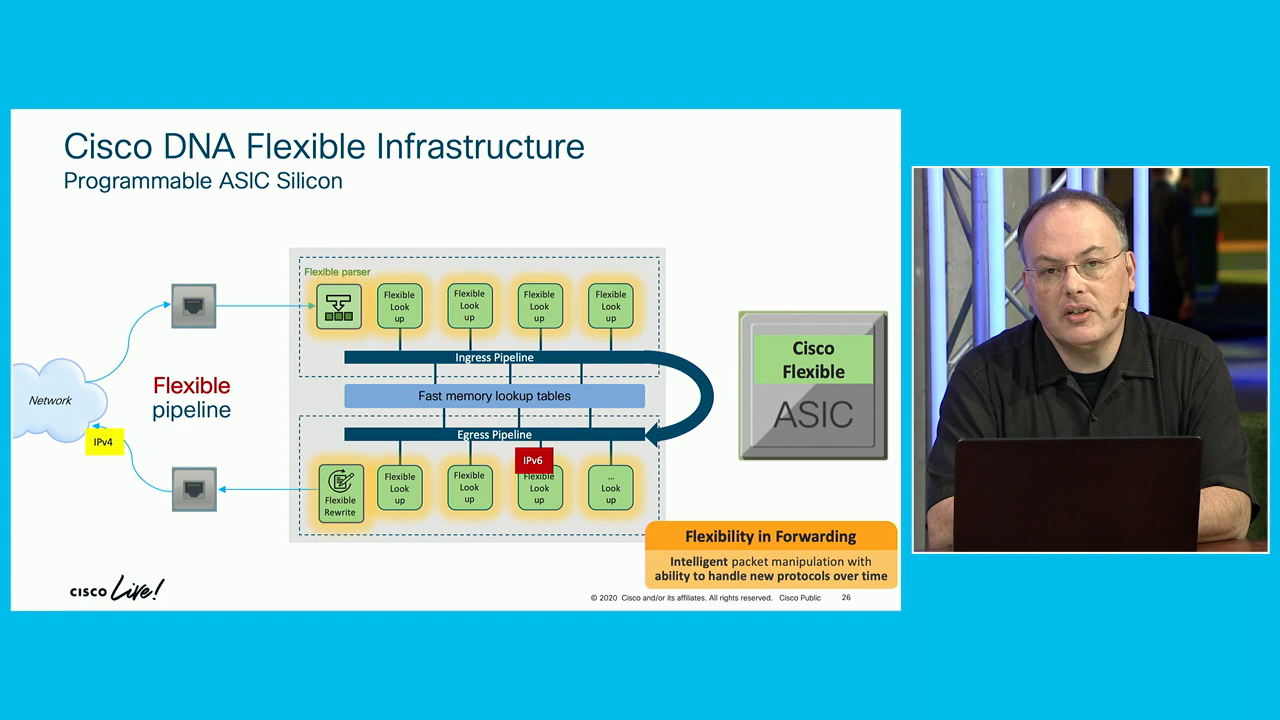 Cisco DNA Flexible Infrastructure
Programmable ASIC Silicon
Flexible parser
Flexible
Look
up
Flexible
Look
up
Flexible
Look
up
Flexible
Look
up
Ingress Pipeline
Fast memory lookup tables
Egress Pipeline
Network
Flexible
pipeline
IPv4
IPv6
Flexible
Rewrite
Flexible
Look
up
Flexible
Look
up
Flexible
Look
up
...
Look
up
Cisco
Flexible
ASIC
Flexibility in Forwarding
Intelligent packet manipulation with
ability to handle new protocols over time
CISCO Live!
© 2020 Cisco and/or its affiliates. All rights reserved. Cisco Public 26